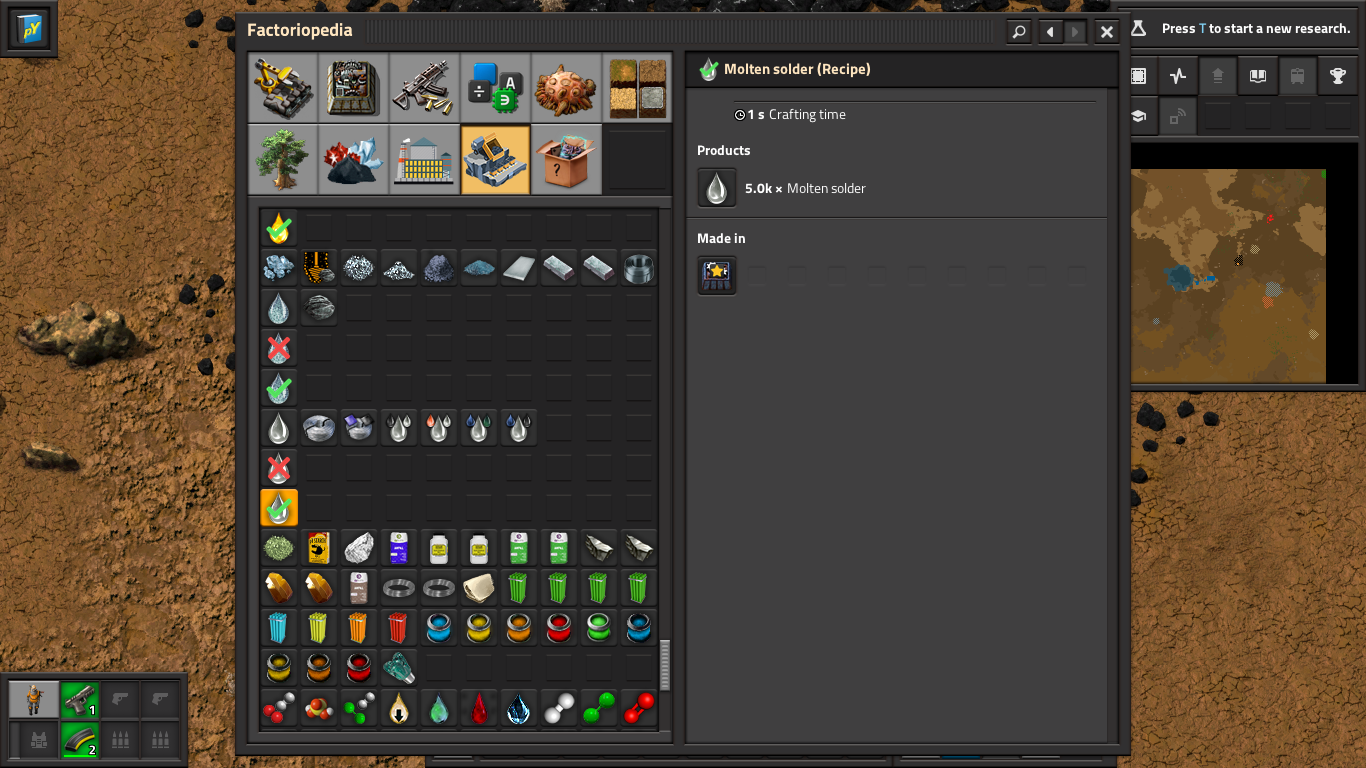 pY
Factoriopedia
Press T to start a new research.
Molten solder (Recipe)
1 s Crafting time
Products
5.0k × Molten solder
Made in
1
2